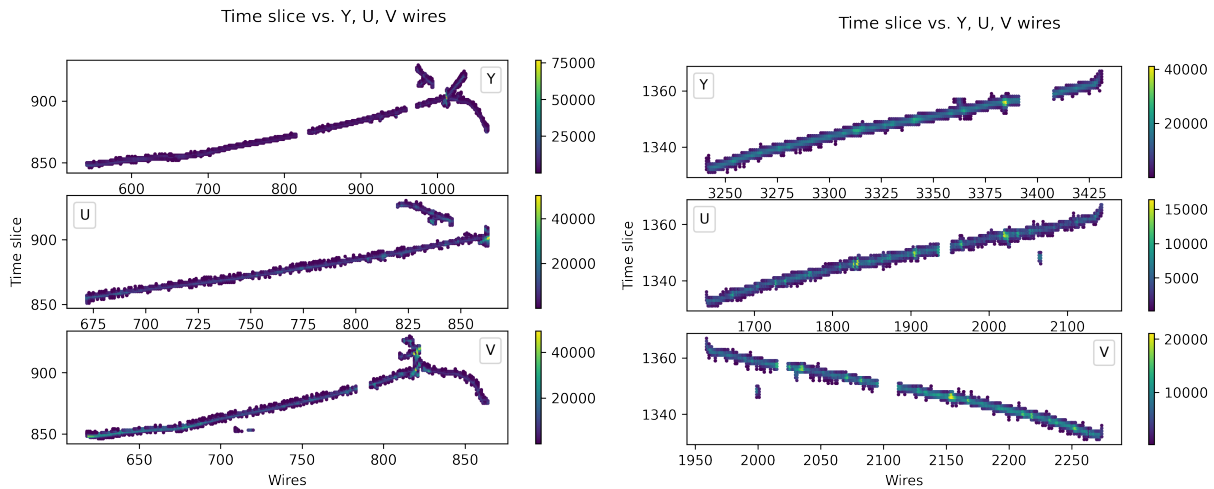 Time slice vs. Y, U, V wires
Y
900
850
600 700 800 900 1000
75000
50000
25000
U
900
850
675 700 725 750 775 800 825 850
40000
20000
Time slice
V
900
850
650 700 750 800 850
40000
20000
Wires
Time slice vs. Y, U, V wires
Y
1360
1340
3250 3275 3300 3325 3350 3375 3400 3425
40000
20000
U
1360
1340
1700 1800 1900 2000 2100
15000
10000
5000
Time slice
V
1360
1340
1950 2000 2050 2100 2150 2200 2250
20000
10000
Wires